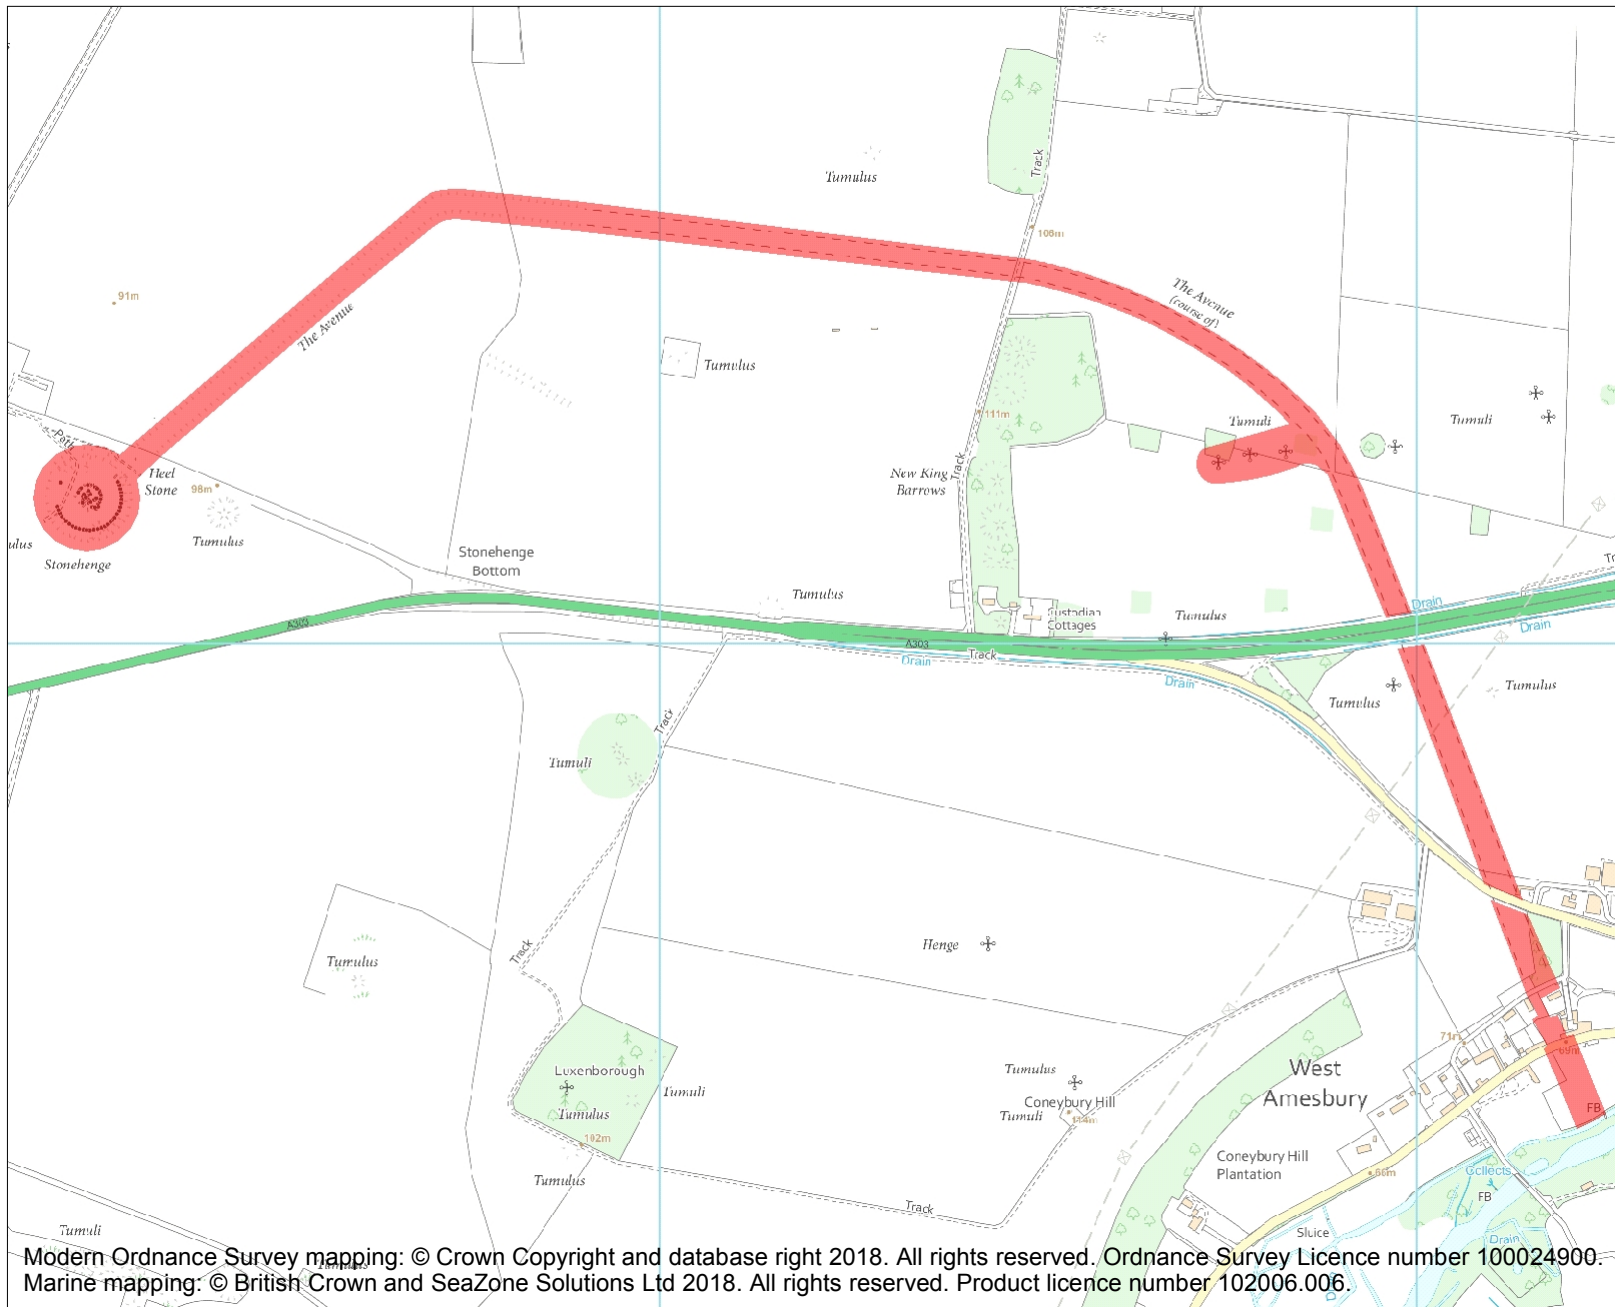 Tumulus
Track
106m
91m
The Avenue
The Avenue
(course of)
Tumulus
111m
Tumuli
Tumuli
Path
Heel
Stone
98m
New King
Barrows
Track
ulus
Tumulus
Stonehenge
Stonehenge
Bottom
Tumulus
Custodian
Cottages
Tumulus
Drain
Drain
A303
A303
Track
Drain
Drain
Tumulus
Tumulus
Track
Tumuli
Track
Henge
Tumulus
71m
69m
Luxenborough
Tumulus
Tumuli
102m
Tumulus
Tumulus
Coneybury Hill
Tumuli
114m
West
Amesbury
FB
Coneybury Hill
Plantation
66m
Collects
FB
Track
Tumuli
Sluice
Drain
Tumulus
Modern Ordnance Survey mapping: © Crown Copyright and database right 2018. All rights reserved. Ordnance Survey Licence number 100024900.
Marine mapping: © British Crown and SeaZone Solutions Ltd 2018. All rights reserved. Product licence number 102006.006.